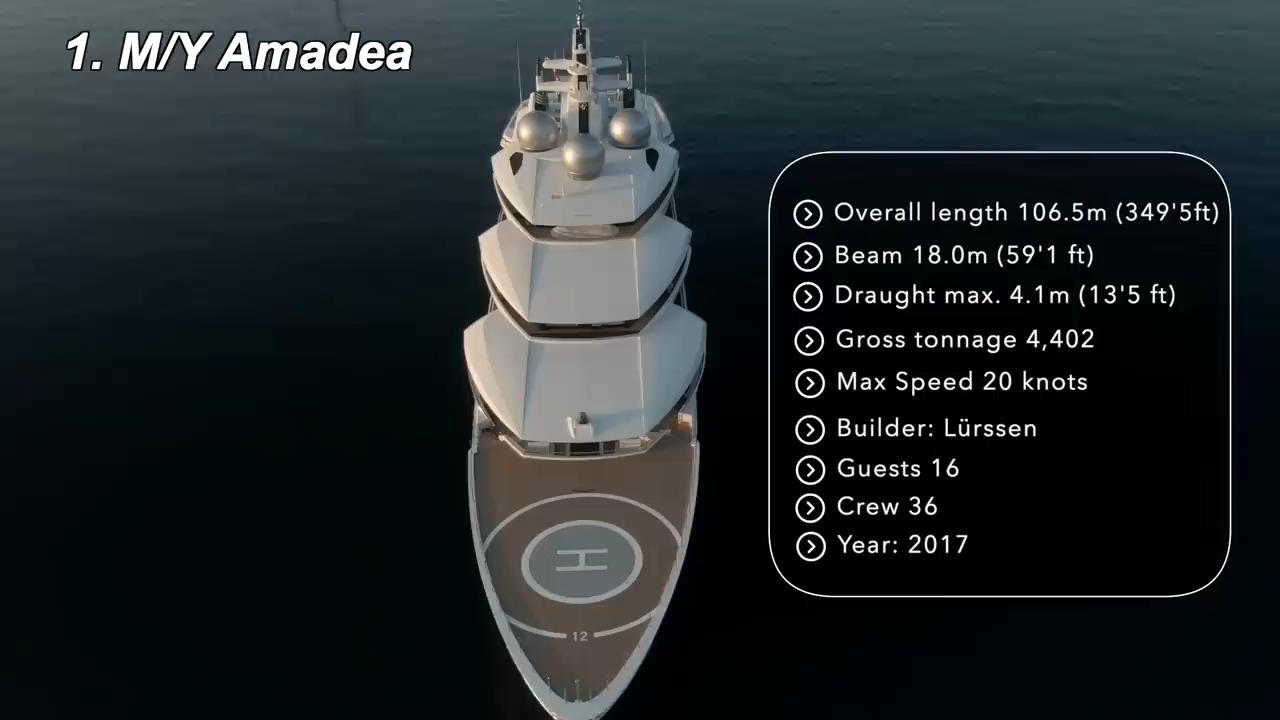 1. M/Y Amadea
Overall length 106.5m (349'5ft)
Beam 18.0m (59'1 ft)
Draught max. 4.1m (13'5 ft)
Gross tonnage 4,402
Max Speed 20 knots
Builder: Lürssen
Guests 16
Crew 36
Year: 2017
H
12